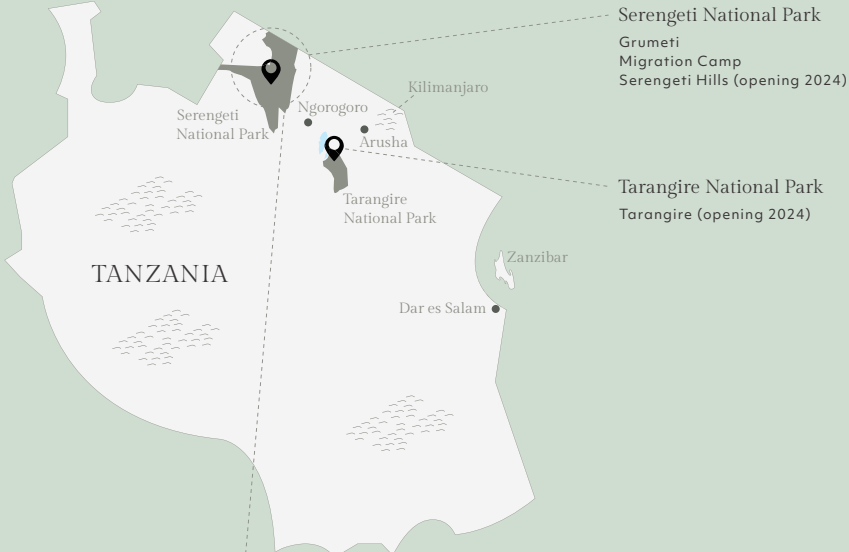 Serengeti National Park
Grumeti
Migration Camp
Serengeti Hills (opening 2024)
Kilimanjaro
Ngorogoro
Serengeti
National Park
Arusha
Tarangire National Park
Tarangire (opening 2024)
Tarangire
National Park
Zanzibar
TANZANIA
Dar es Salam